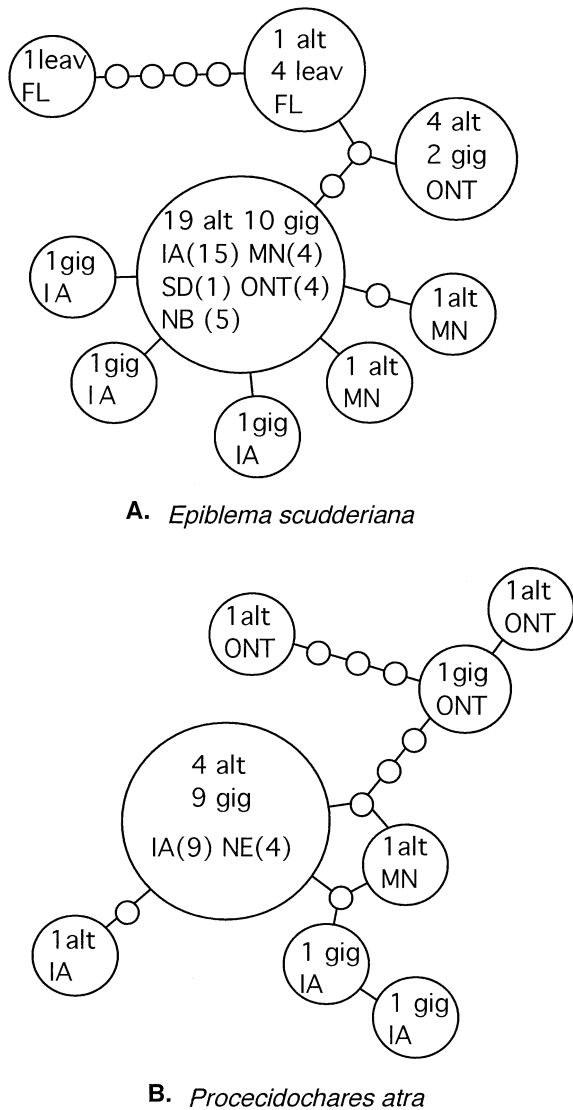 1leav
FL
1 alt
4 leav
FL
4 alt
2 gig
ONT
19 alt 10 gig
IA(15) MN(4)
SD(1) ONT(4)
NB (5)
1gig
IA
1gig
IA
1gig
IA
1 alt
MN
1alt
MN
A. Epiblema scudderiana
1alt
ONT
1alt
ONT
1gig
ONT
4 alt
9 gig
IA(9) NE(4)
1alt
MN
1alt
IA
1 gig
IA
1 gig
IA
B. Procecidochares atra